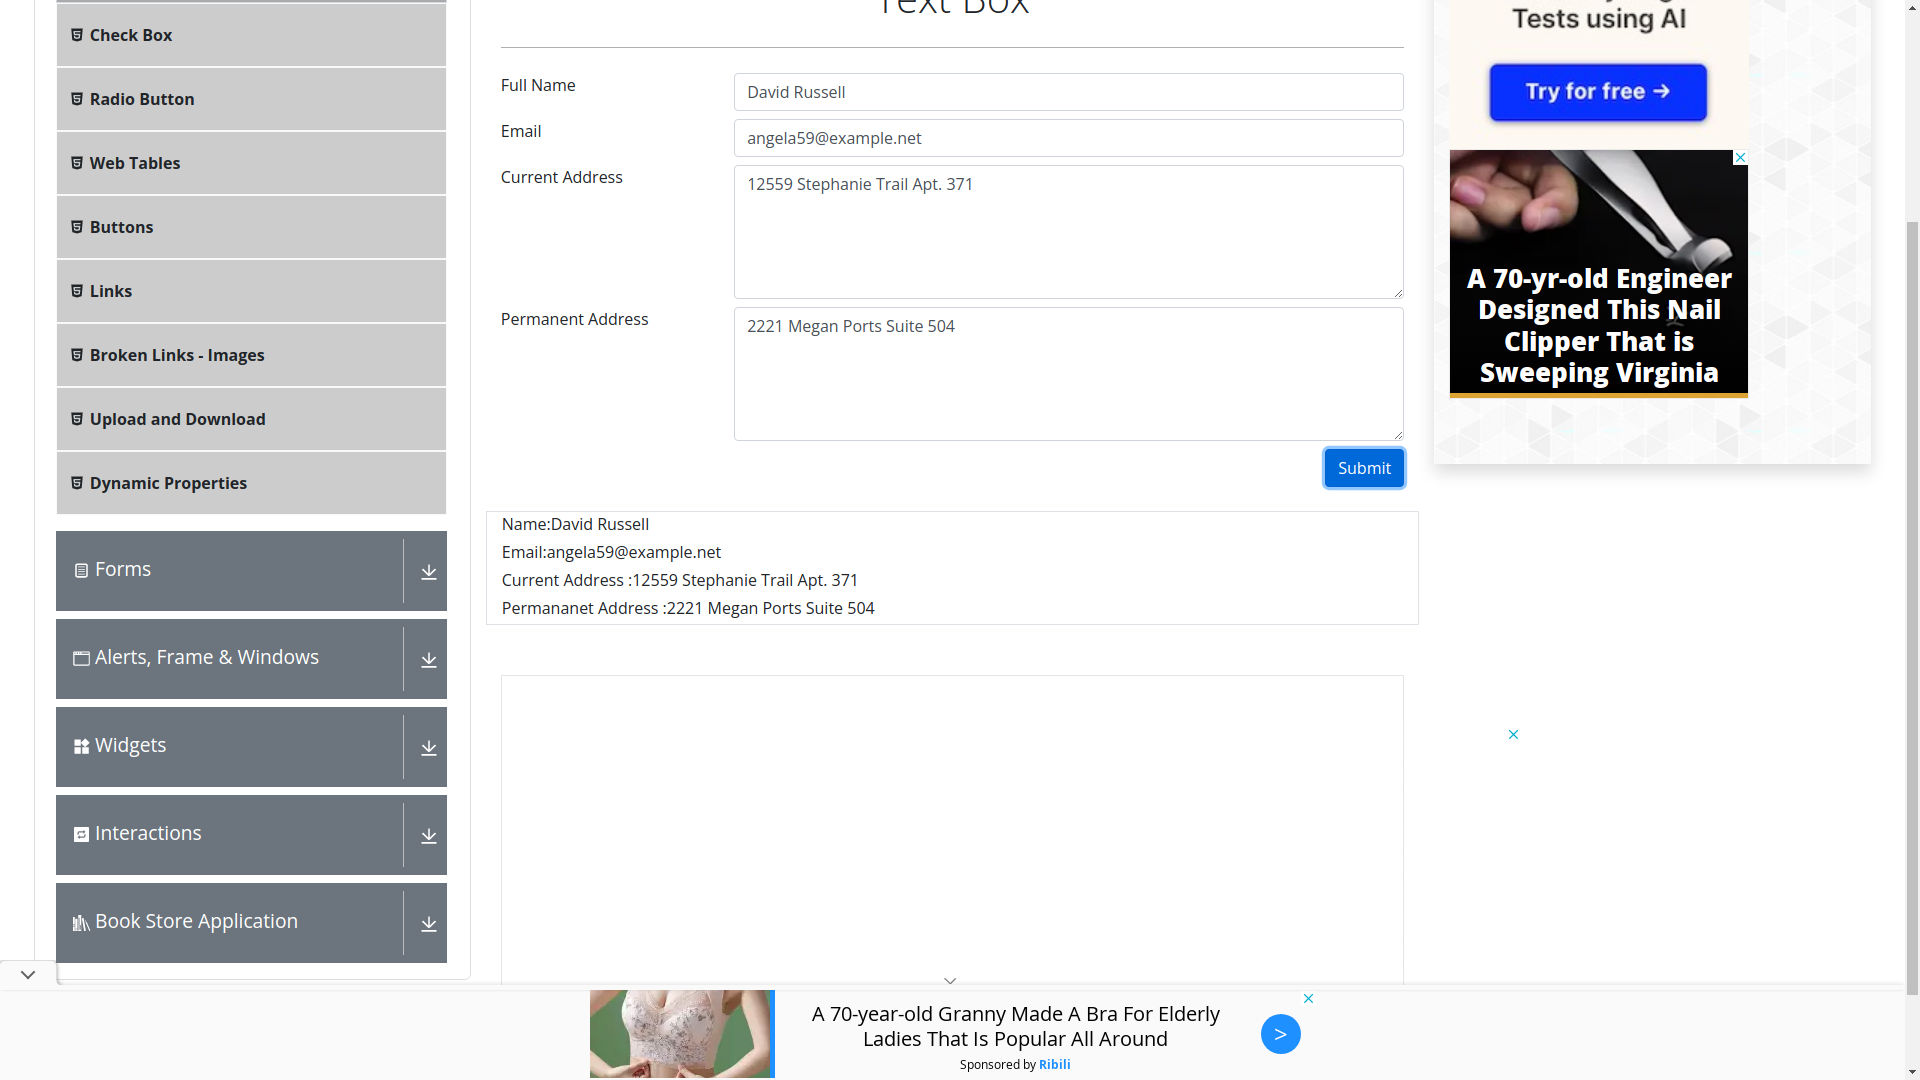 Text Box
Check Box
Radio Button
Web Tables
Buttons
Links
Broken Links - Images
Upload and Download
Dynamic Properties
Forms
Alerts, Frame & Windows
Widgets
Interactions
Book Store Application
Full Name
David Russell
Email
angela59@example.net
Current Address
12559 Stephanie Trail Apt. 371
Permanent Address
2221 Megan Ports Suite 504
Submit
Name:David Russell
Email:angela59@example.net
Current Address :12559 Stephanie Trail Apt. 371
Permananet Address :2221 Megan Ports Suite 504
Tests using AI
Try for free →
A 70-yr-old Engineer
Designed This Nail
Clipper That is
Sweeping Virginia
A 70-year-old Granny Made A Bra For Elderly
Ladies That Is Popular All Around
Sponsored by Ribili